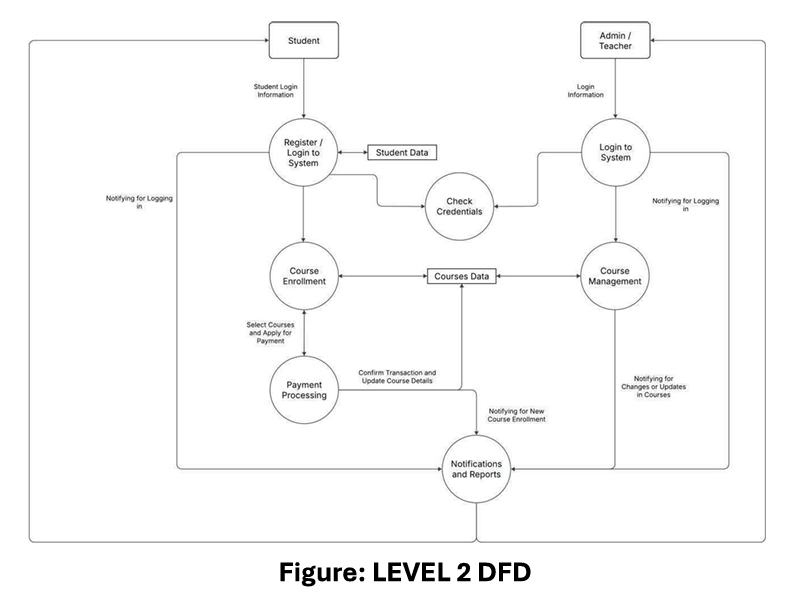 Student
Admin /
Teacher
Student Login
Information
Login
Information
Register /
Login to
System
Student Data
Login to
System
Check
Credentials
Notifying for Logging
in
Notifying for Logging
in
Course
Enrollment
Courses Data
Course
Management
Select Courses
and Apply for
Payment
Confirm Transaction and
Update Course Details
Payment
Processing
Notifying for
Changes or Updates
in Courses
Notifying for New
Course Enrollment
Notifications
and Reports
Figure: LEVEL 2 DFD